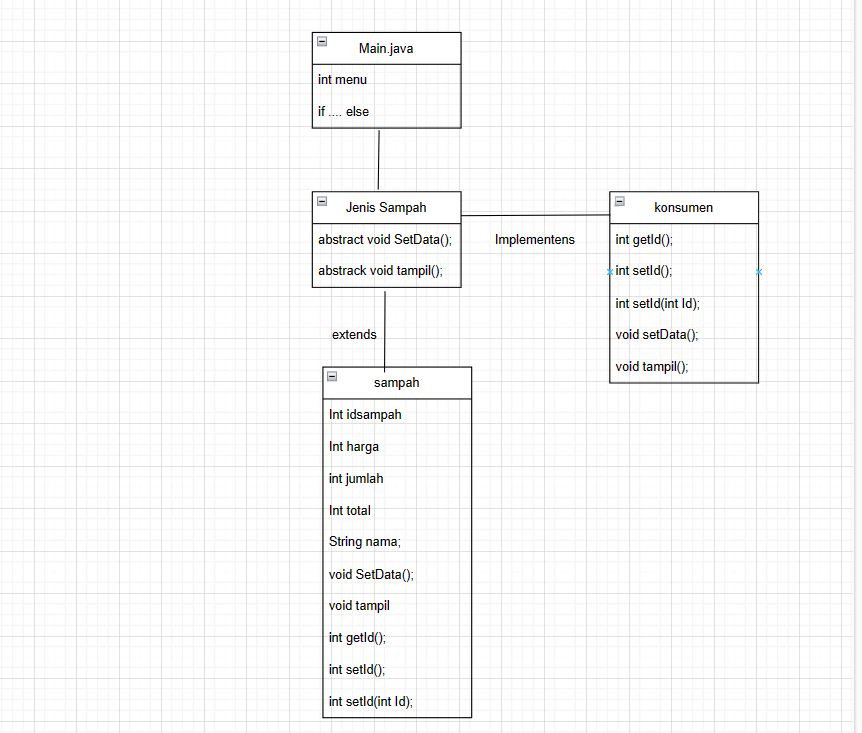 Main.java
int menu
if .... else
Jenis Sampah
abstract void SetData();
abstrack void tampil();
Implementens
konsumen
int getId();
int setId();
int setId(int Id);
void setData();
void tampil();
extends
sampah
Int idsampah
Int harga
int jumlah
Int total
String nama;
void SetData();
void tampil
int getId();
int setId();
int setId(int Id);